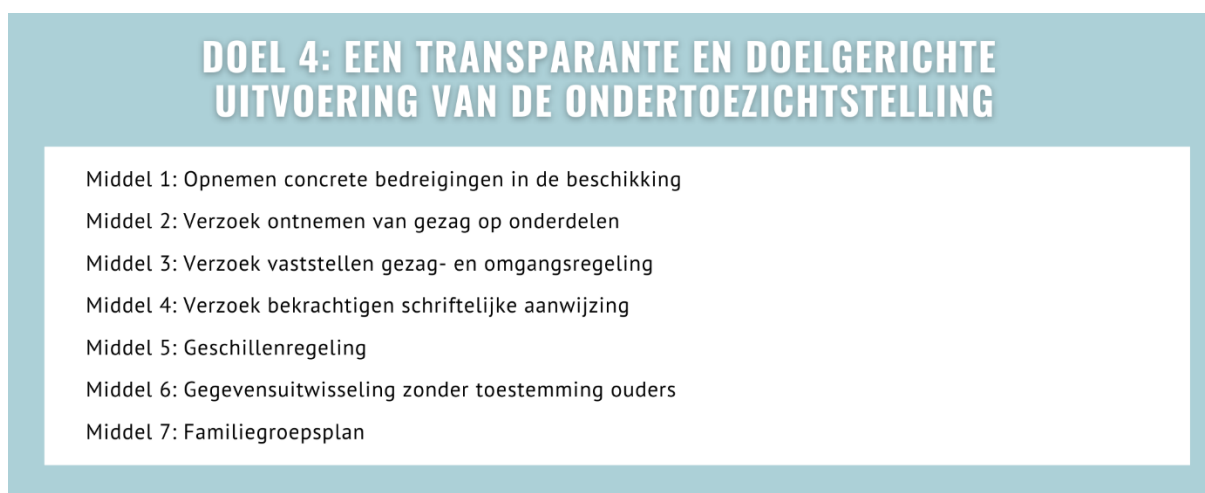 DOEL 4: EEN TRANSPARANTE EN DOELGERICHTE
UITVOERING VAN DE ONDERTOEZICHTSTELLING
Middel 1: Opnemen concrete bedreigingen in de beschikking
Middel 2: Verzoek ontnemen van gezag op onderdelen
Middel 3: Verzoek vaststellen gezag- en omgangsregeling
Middel 4: Verzoek bekrachtigen schriftelijke aanwijzing
Middel 5: Geschillenregeling
Middel 6: Gegevensuitwisseling zonder toestemming ouders
Middel 7: Familiegroepsplan